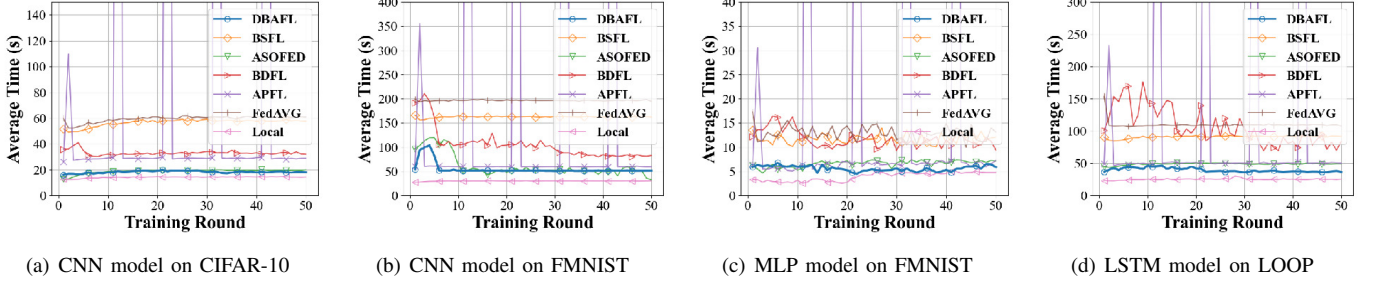 Average Time (s)
140
120
100
80
60
40
20
0
0 10 20 30 40 50
Training Round
DBAFL
BSFL
ASOFED
BDFL
APFL
FedAVG
Local
(a) CNN model on CIFAR-10
Average Time (s)
400
350
300
250
200
150
100
50
0
0 10 20 30 40 50
Training Round
DBAFL
BSFL
ASOFED
BDFL
APFL
FedAVG
Local
(b) CNN model on FMNIST
Average Time (s)
40
35
30
25
20
15
10
5
0
0 10 20 30 40 50
Training Round
DBAFL
BSFL
ASOFED
BDFL
APFL
FedAVG
Local
(c) MLP model on FMNIST
Average Time (s)
300
250
200
150
100
50
0
0 10 20 30 40 50
Training Round
DBAFL
BSFL
ASOFED
BDFL
APFL
FedAVG
Local
(d) LSTM model on LOOP